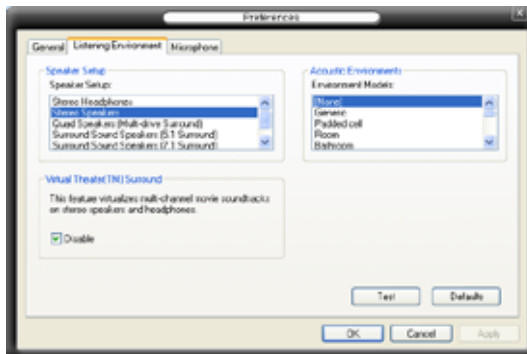 Preferences
General Listening Environment Microphone
Speaker Setup
Speaker Setups:
Stereo Headphones
Stereo Speakers
Quad Speakers (Multi-drive Surround)
Surround Sound Speakers (5.1 Surround)
Surround Sound Speakers (7.1 Surround)
Acoustic Environments
Environment Models:
(None)
Generic
Padded cell
Room
Bathroom
Virtual Theater(TM) Surround
This feature virtualizes multi-channel movie soundtracks
on stereo speakers and headphones.
Disable
Test Defaults
OK Cancel Apply